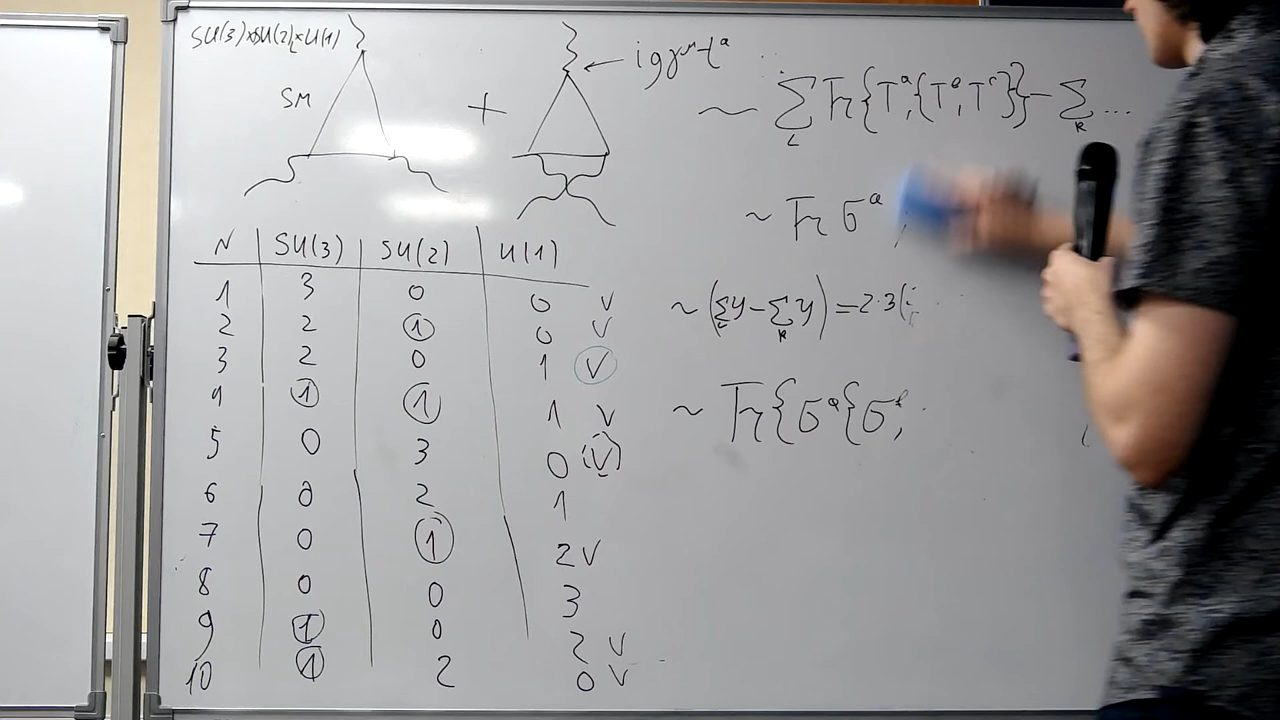 SU(3)×SU(2)_L×U(1)
SM
+
← igγ^μ t^a
~ Σ_L Tr{T^a,{T^b,T^c}} - Σ_R ...
~ Tr σ^a
~ (Σ_L y - Σ_R y) = 2·3(
~ Tr{σ^a{σ^b,
N | SU(3) | SU(2) | U(1)
1 3 0 0 V
2 2 1 0 V
3 2 0 1 V
4 1 1 1 V
5 0 3 0 (V)
6 0 2 1
7 0 1 2 V
8 0 0 3
9 1 0 2 V
10 1 2 0 V